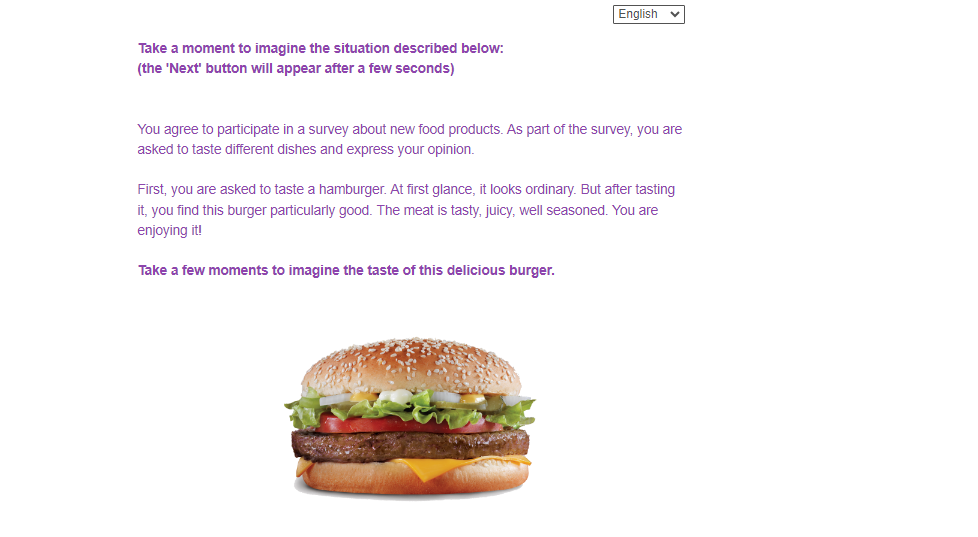 English
Take a moment to imagine the situation described below:
(the 'Next' button will appear after a few seconds)
You agree to participate in a survey about new food products. As part of the survey, you are
asked to taste different dishes and express your opinion.
First, you are asked to taste a hamburger. At first glance, it looks ordinary. But after tasting
it, you find this burger particularly good. The meat is tasty, juicy, well seasoned. You are
enjoying it!
Take a few moments to imagine the taste of this delicious burger.